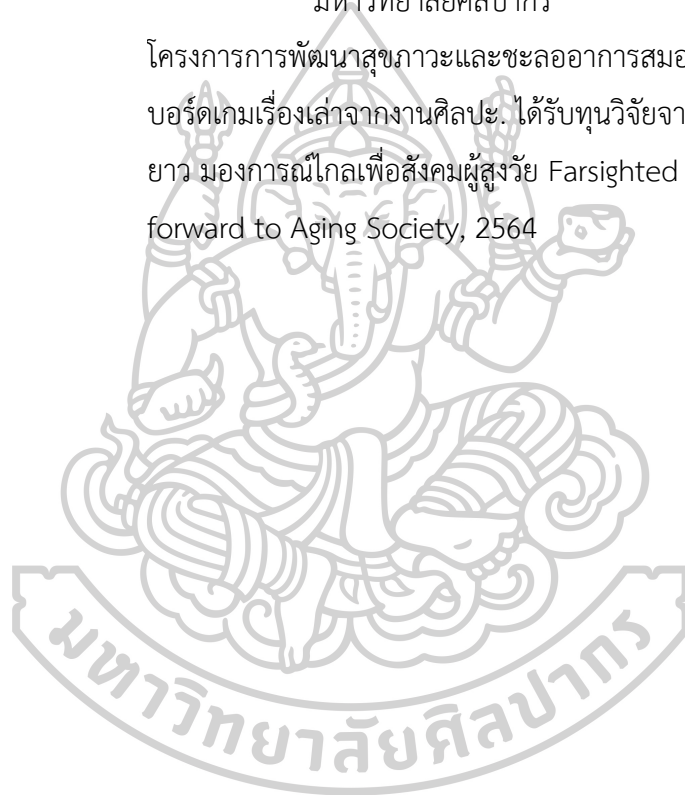 มหาวิทยาลัยศิลปากร
โครงการการพัฒนาสุขภาวะและชะลออาการสมอ
บอร์ดเกมเรื่องเล่าจากงานศิลปะ. ได้รับทุนวิจัยจา
ยาว มองการณ์ไกลเพื่อสังคมผู้สูงวัย Farsighted
forward to Aging Society, 2564
มหาวิทยาลัยศิลปากร